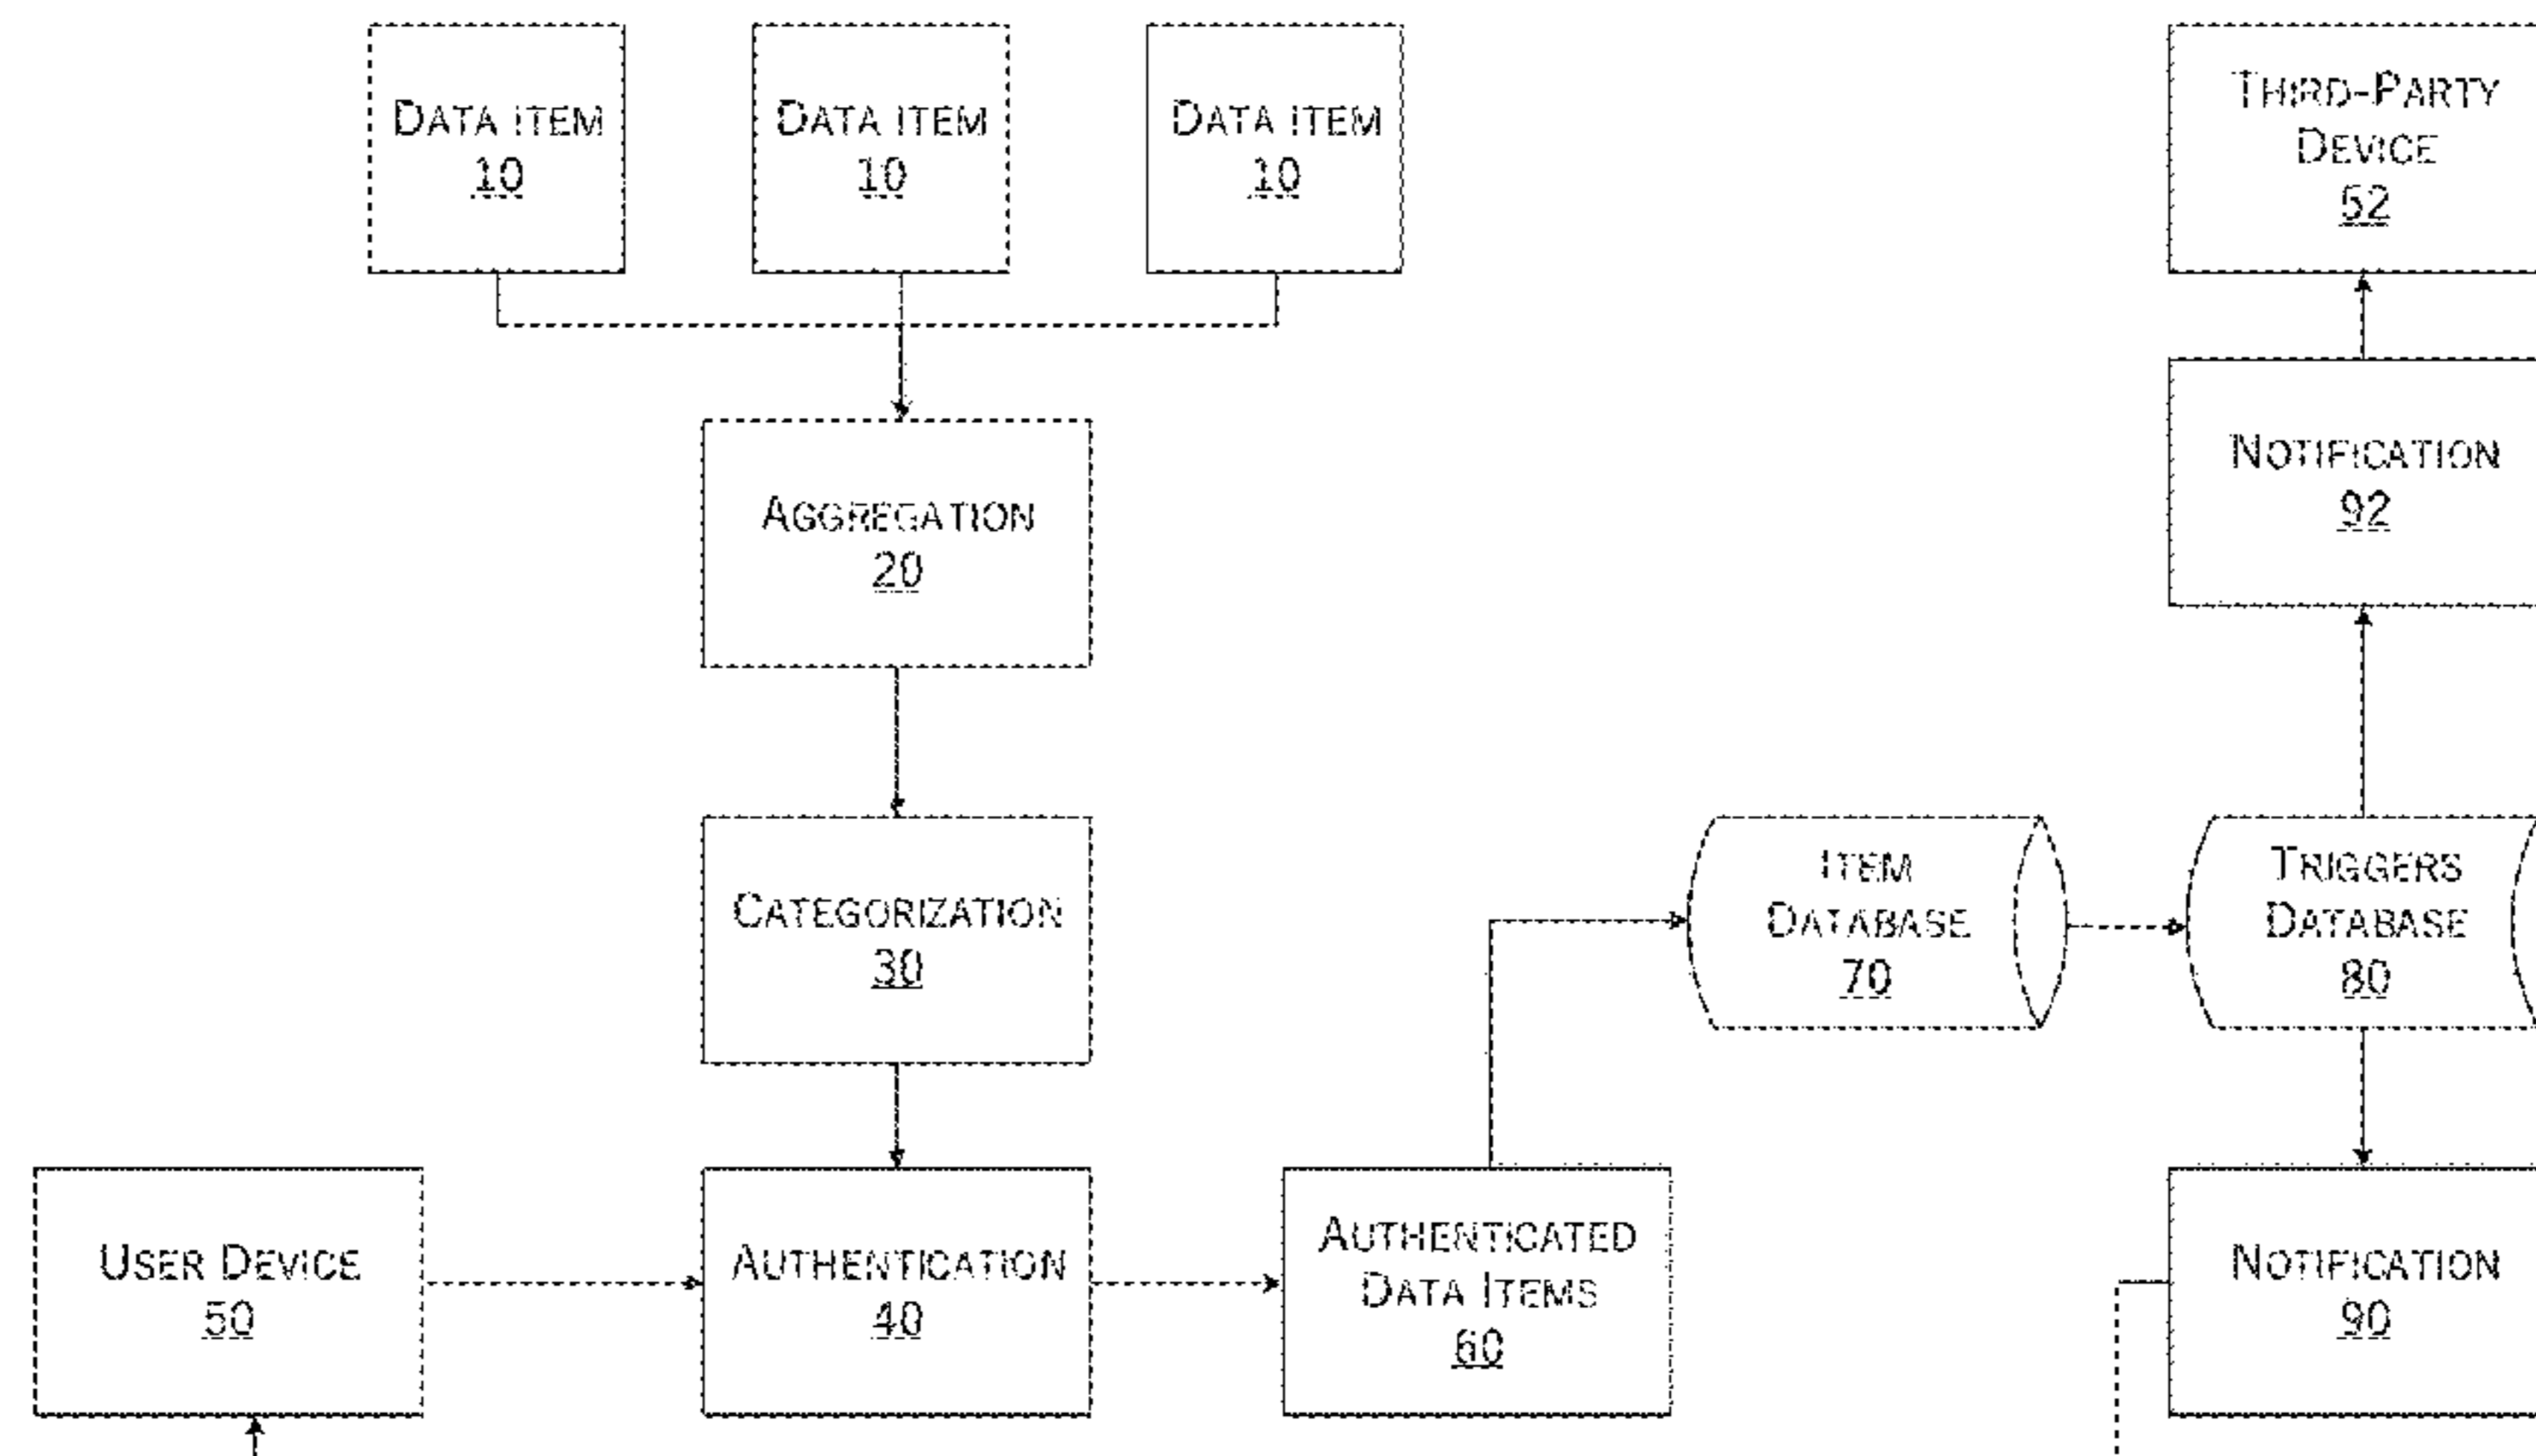 DATA ITEM
10
DATA ITEM
10
DATA ITEM
10
THIRD-PARTY
DEVICE
52
NOTIFICATION
92
AGGREGATION
20
CATEGORIZATION
30
ITEM
DATABASE
70
TRIGGERS
DATABASE
80
USER DEVICE
50
AUTHENTICATION
40
AUTHENTICATED
DATA ITEMS
60
NOTIFICATION
90